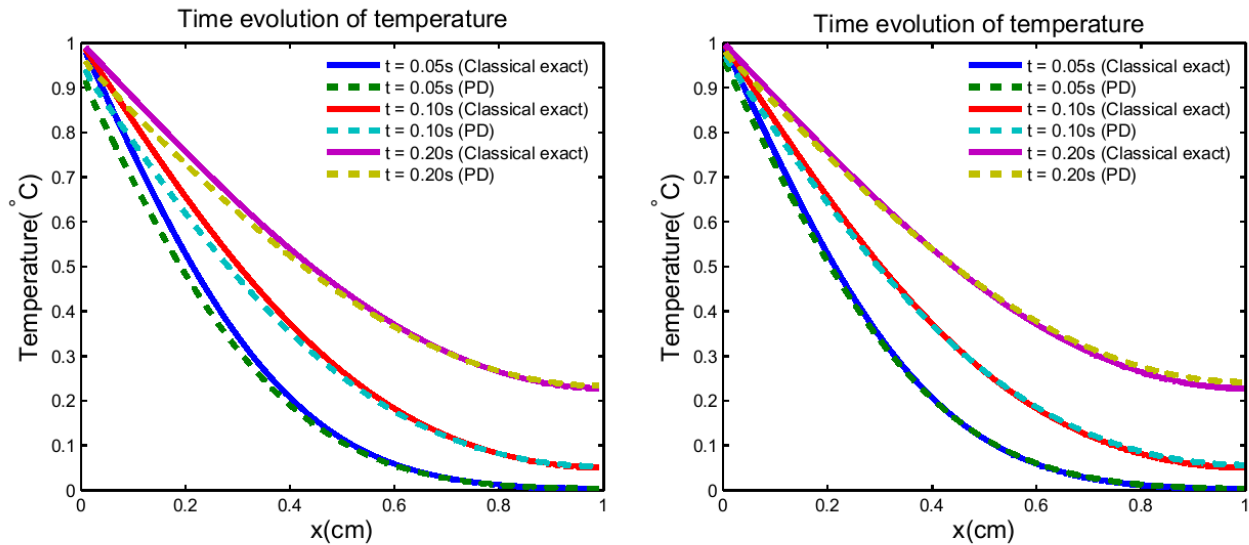 Time evolution of temperature
1
0.9
0.8
0.7
0.6
0.5
0.4
0.3
0.2
0.1
0
Temperature(°C)
t = 0.05s (Classical exact)
t = 0.05s (PD)
t = 0.10s (Classical exact)
t = 0.10s (PD)
t = 0.20s (Classical exact)
t = 0.20s (PD)
0 0.2 0.4 0.6 0.8 1
x(cm)
Time evolution of temperature
1
0.9
0.8
0.7
0.6
0.5
0.4
0.3
0.2
0.1
0
Temperature(°C)
t = 0.05s (Classical exact)
t = 0.05s (PD)
t = 0.10s (Classical exact)
t = 0.10s (PD)
t = 0.20s (Classical exact)
t = 0.20s (PD)
0 0.2 0.4 0.6 0.8 1
x(cm)